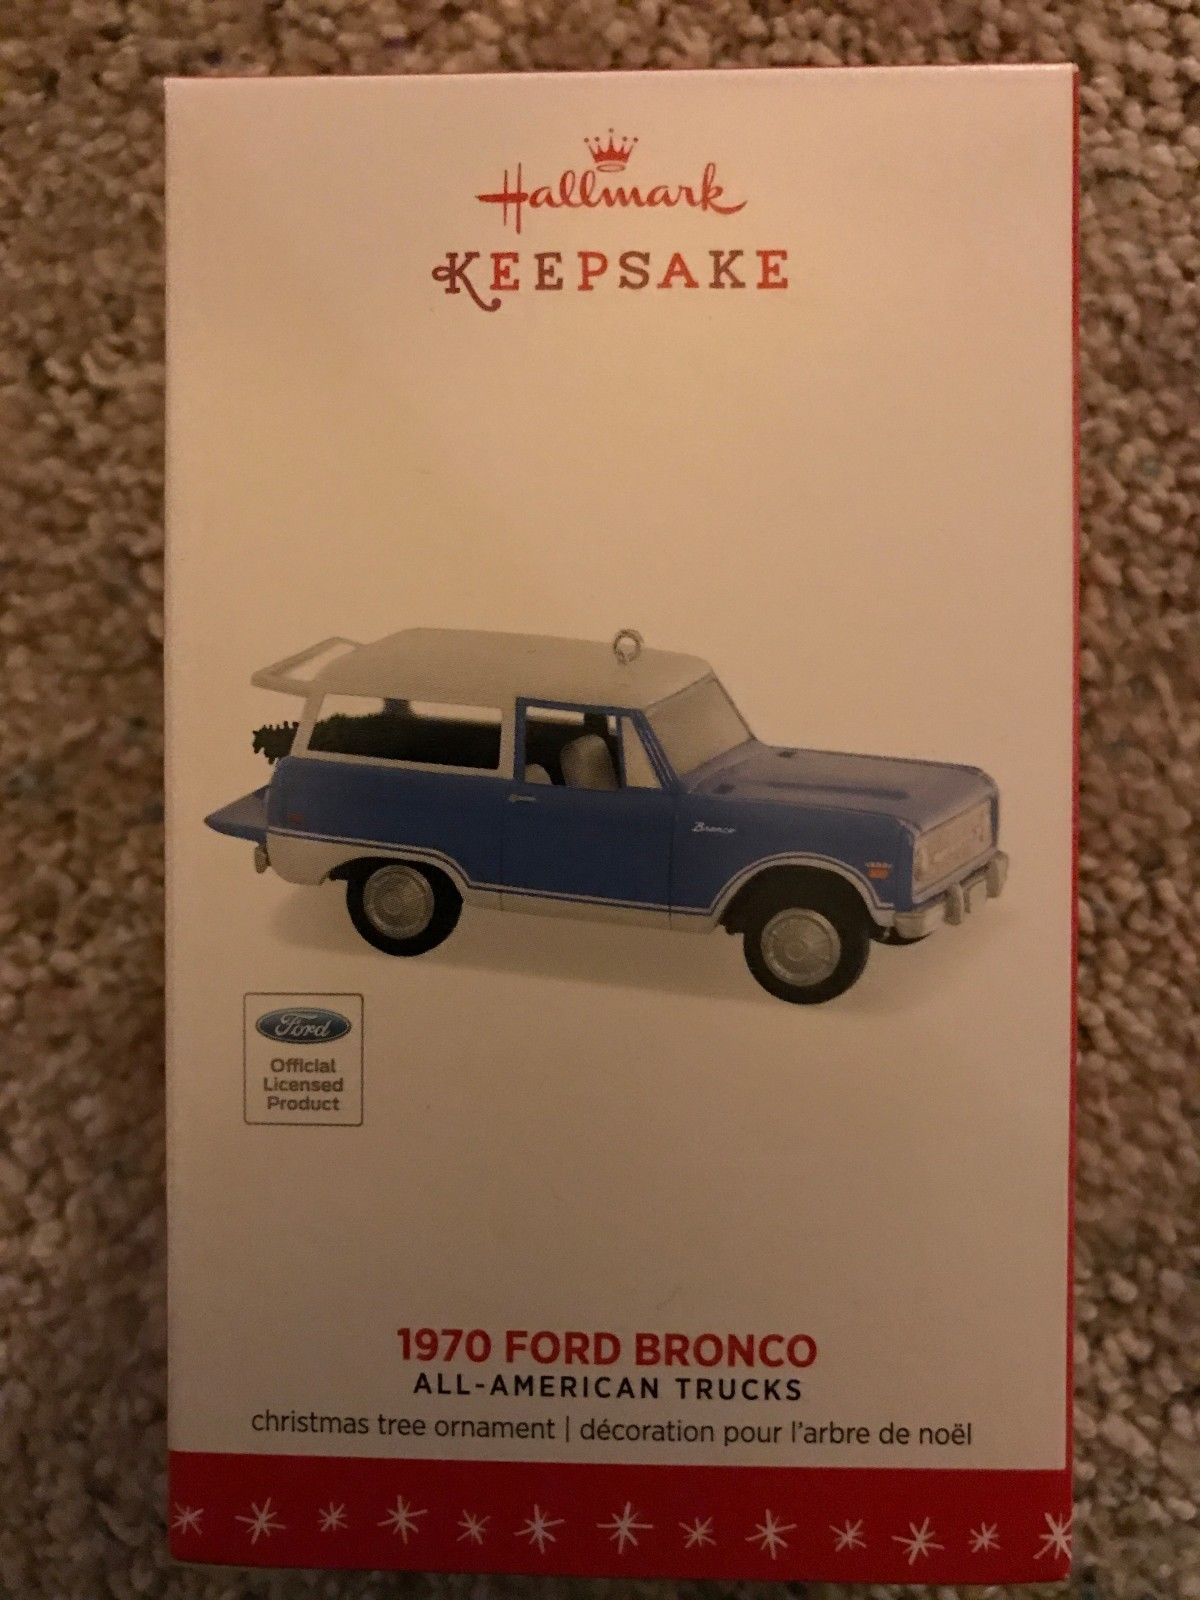 Hallmark
KEEPSAKE
Bronco
Ford
Official
Licensed
Product
1970 FORD BRONCO
ALL-AMERICAN TRUCKS
christmas tree ornament | décoration pour l'arbre de noël